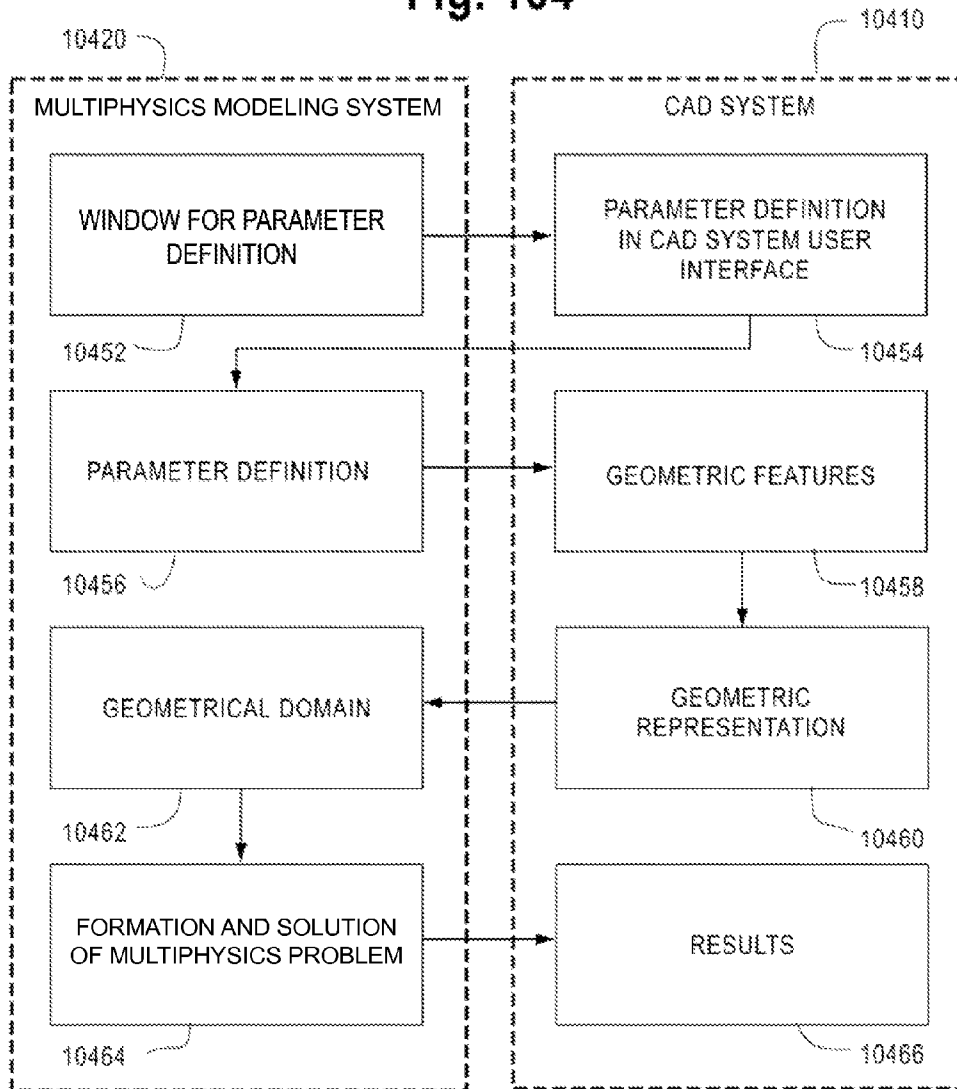 Fig. 104
10420
10410
MULTIPHYSICS MODELING SYSTEM
CAD SYSTEM
WINDOW FOR PARAMETER
DEFINITION
PARAMETER DEFINITION
IN CAD SYSTEM USER
INTERFACE
10452
10454
PARAMETER DEFINITION
GEOMETRIC FEATURES
10456
10458
GEOMETRICAL DOMAIN
GEOMETRIC
REPRESENTATION
10462
10460
FORMATION AND SOLUTION
OF MULTIPHYSICS PROBLEM
RESULTS
10464
10466